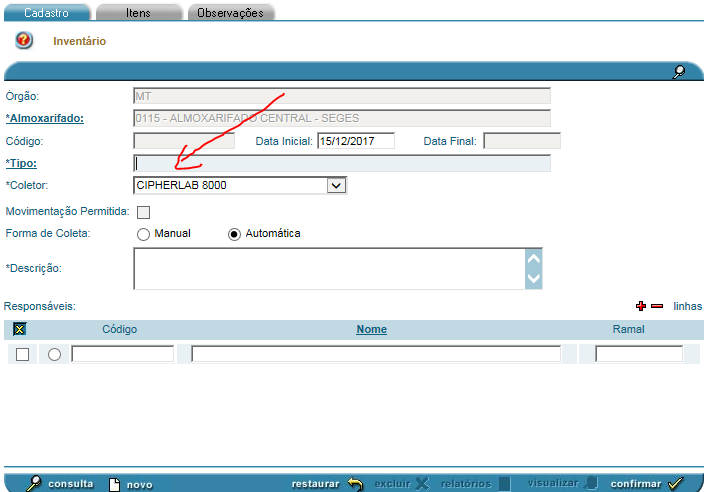 Cadastro Itens Observações
Inventário
Órgão: MT
*Almoxarifado: 0115 - ALMOXARIFADO CENTRAL - SEGES
Código: Data Inicial: 15/12/2017 Data Final:
*Tipo:
*Coletor: CIPHERLAB 8000
Movimentação Permitida:
Forma de Coleta: Manual Automática
*Descrição:
Responsáveis: linhas
Código Nome Ramal
consulta novo restaurar excluir relatórios visualizar confirmar